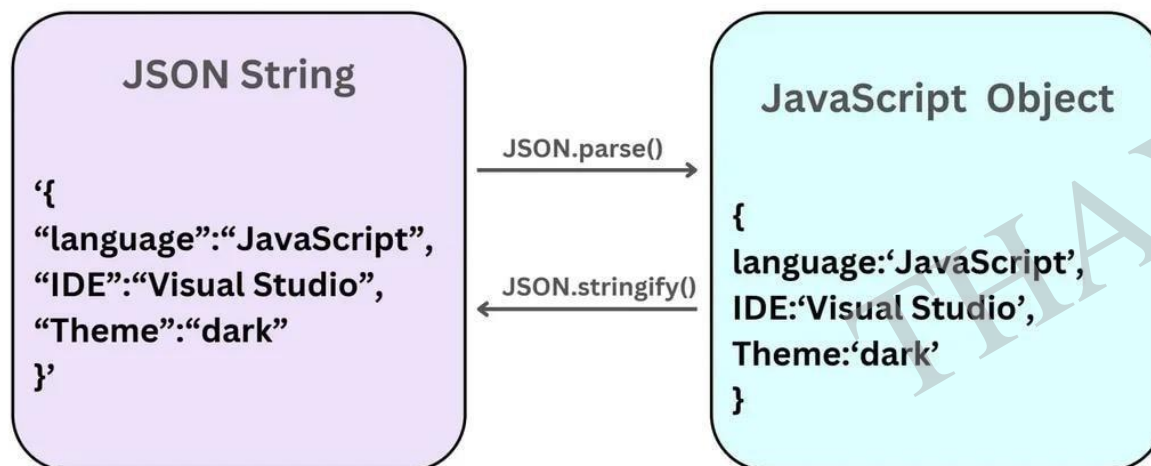 JSON String
‘{
“language”:“JavaScript”,
“IDE”:“Visual Studio”,
“Theme”:“dark”
}’
JSON.parse()
JSON.stringify()
JavaScript Object
{
language:‘JavaScript’,
IDE:‘Visual Studio’,
Theme:‘dark’
}